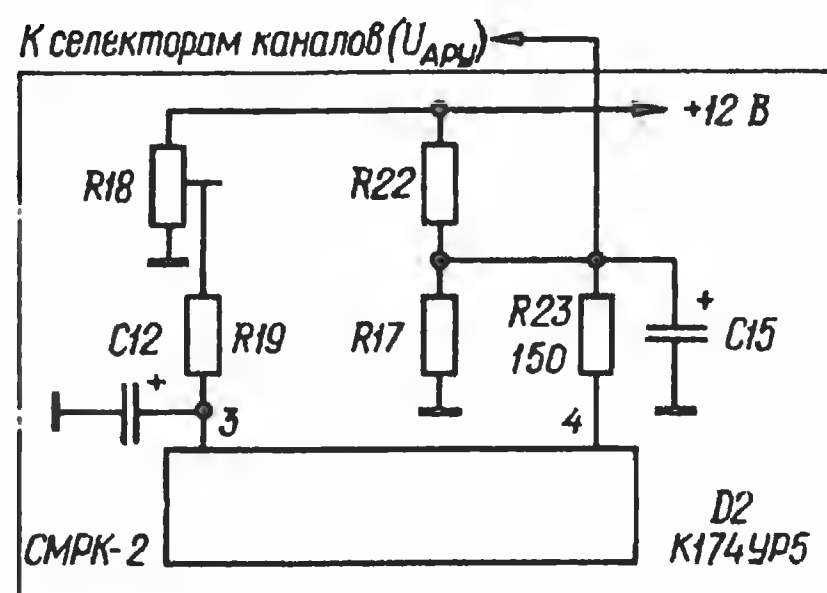 К селекторам каналов (UАРУ)
+12 В
R18
R22
C12
+
R19
R17
R23
150
+
C15
3
4
СМРК-2
D2
К174УР5